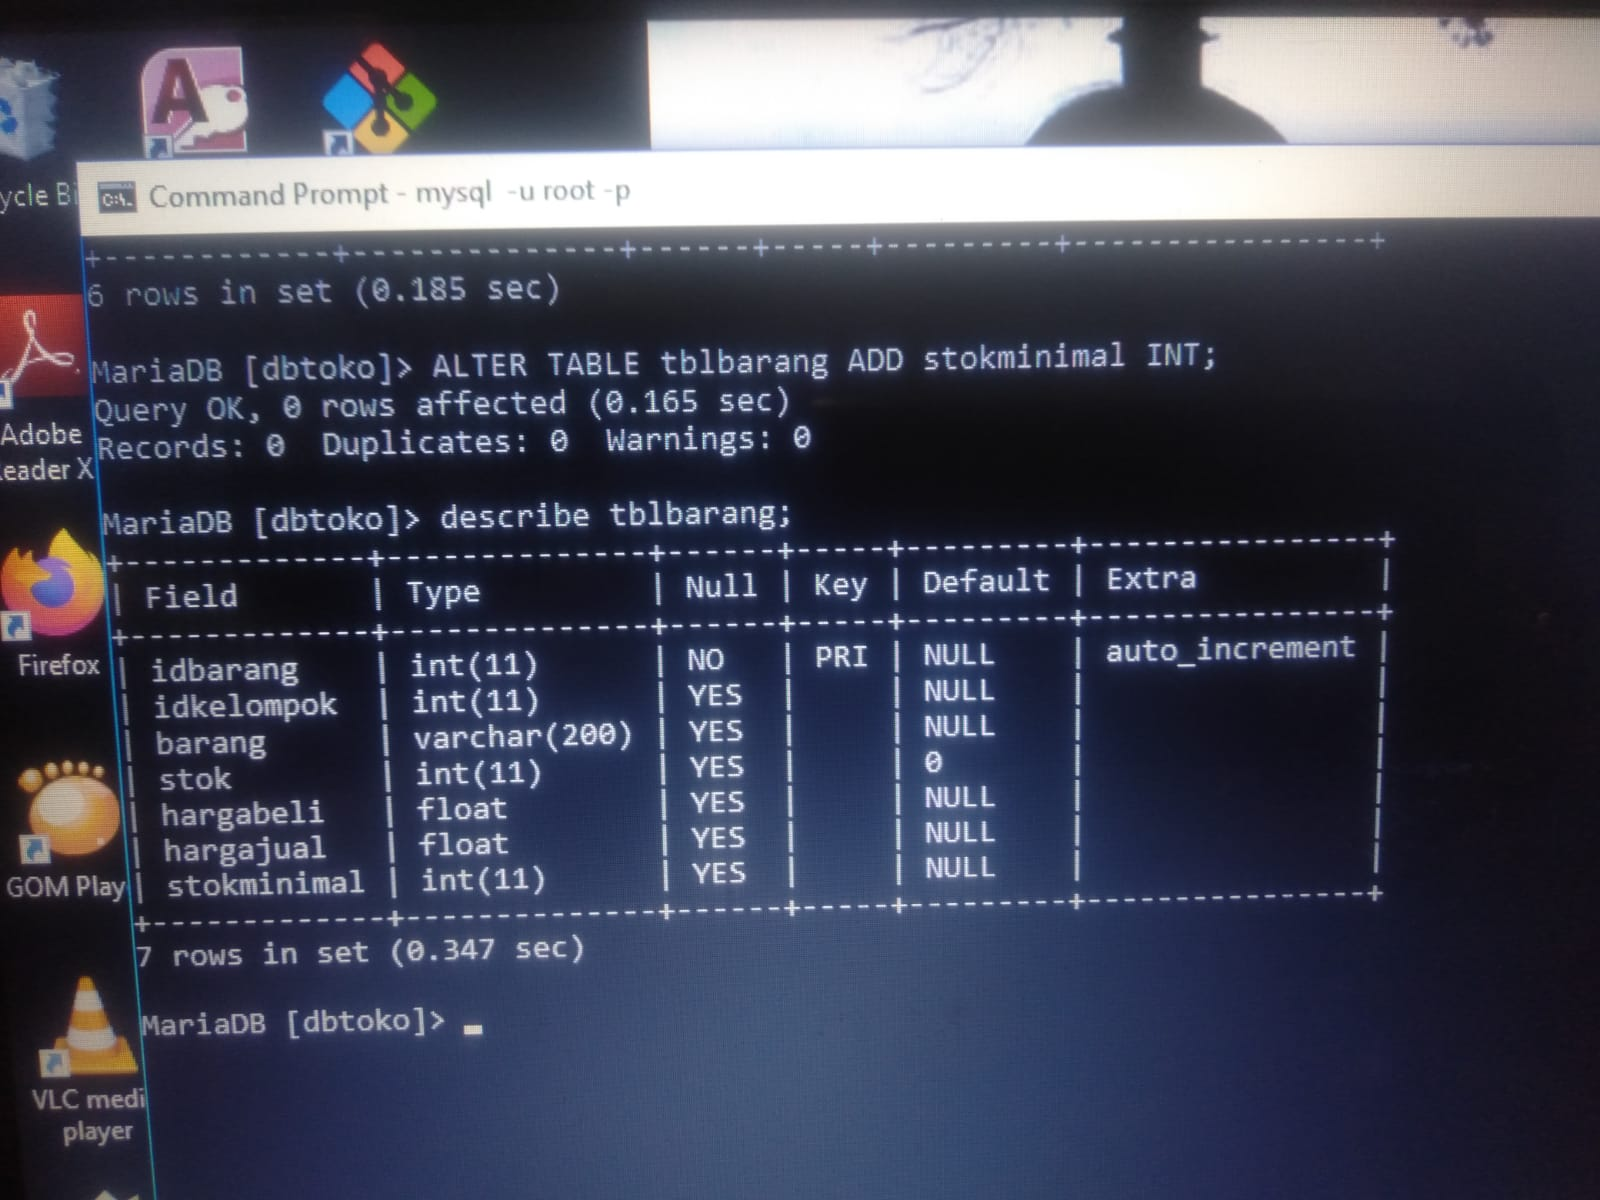 ycle Bi
Command Prompt - mysql  -u root -p
+------------+--------------+------+-----+---------+----------------+
6 rows in set (0.185 sec)
MariaDB [dbtoko]> ALTER TABLE tblbarang ADD stokminimal INT;
Query OK, 0 rows affected (0.165 sec)
Records: 0  Duplicates: 0  Warnings: 0
MariaDB [dbtoko]> describe tblbarang;
+-------------+--------------+------+-----+---------+----------------+
| Field       | Type         | Null | Key | Default | Extra          |
+-------------+--------------+------+-----+---------+----------------+
| idbarang    | int(11)      | NO   | PRI | NULL    | auto_increment |
| idkelompok  | int(11)      | YES  |     | NULL    |                |
| barang      | varchar(200) | YES  |     | NULL    |                |
| stok        | int(11)      | YES  |     | 0       |                |
| hargabeli   | float        | YES  |     | NULL    |                |
| hargajual   | float        | YES  |     | NULL    |                |
| stokminimal | int(11)      | YES  |     | NULL    |                |
+-------------+--------------+------+-----+---------+----------------+
7 rows in set (0.347 sec)
MariaDB [dbtoko]>
Adobe
eader X
Firefox
GOM Play
VLC medi
player